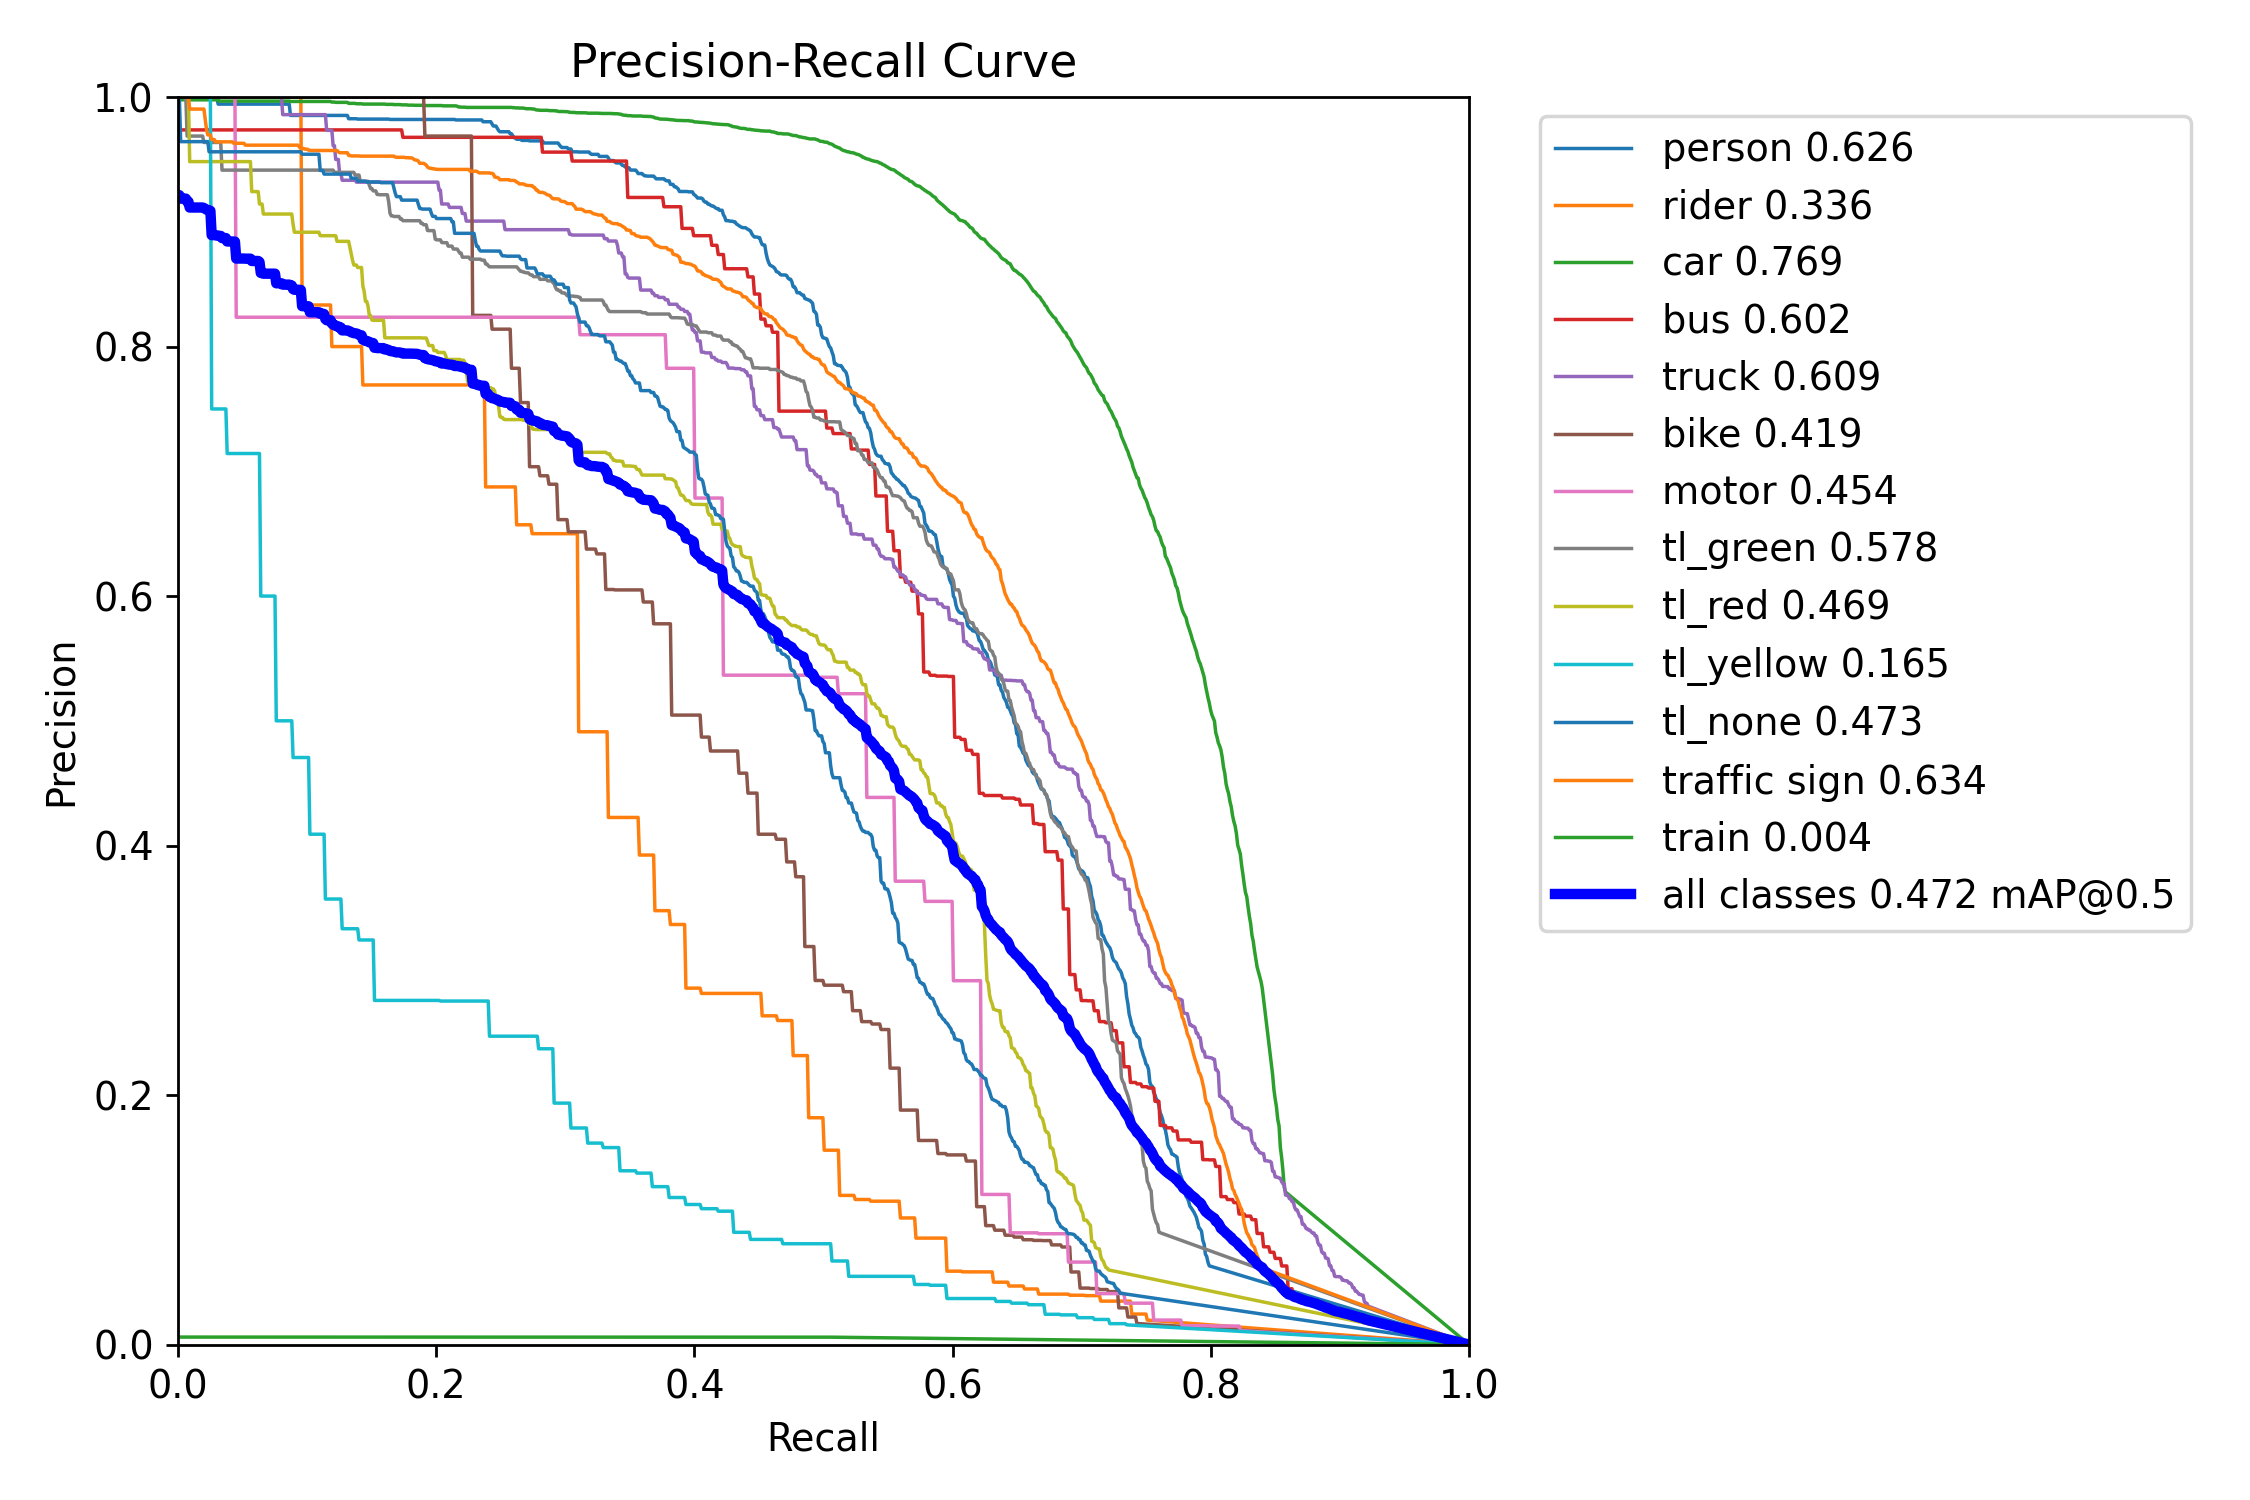 Precision-Recall Curve
1.0
0.8
0.6
0.4
0.2
0.0
Precision
0.0 0.2 0.4 0.6 0.8 1.0
Recall
person 0.626
rider 0.336
car 0.769
bus 0.602
truck 0.609
bike 0.419
motor 0.454
tl_green 0.578
tl_red 0.469
tl_yellow 0.165
tl_none 0.473
traffic sign 0.634
train 0.004
all classes 0.472 mAP@0.5